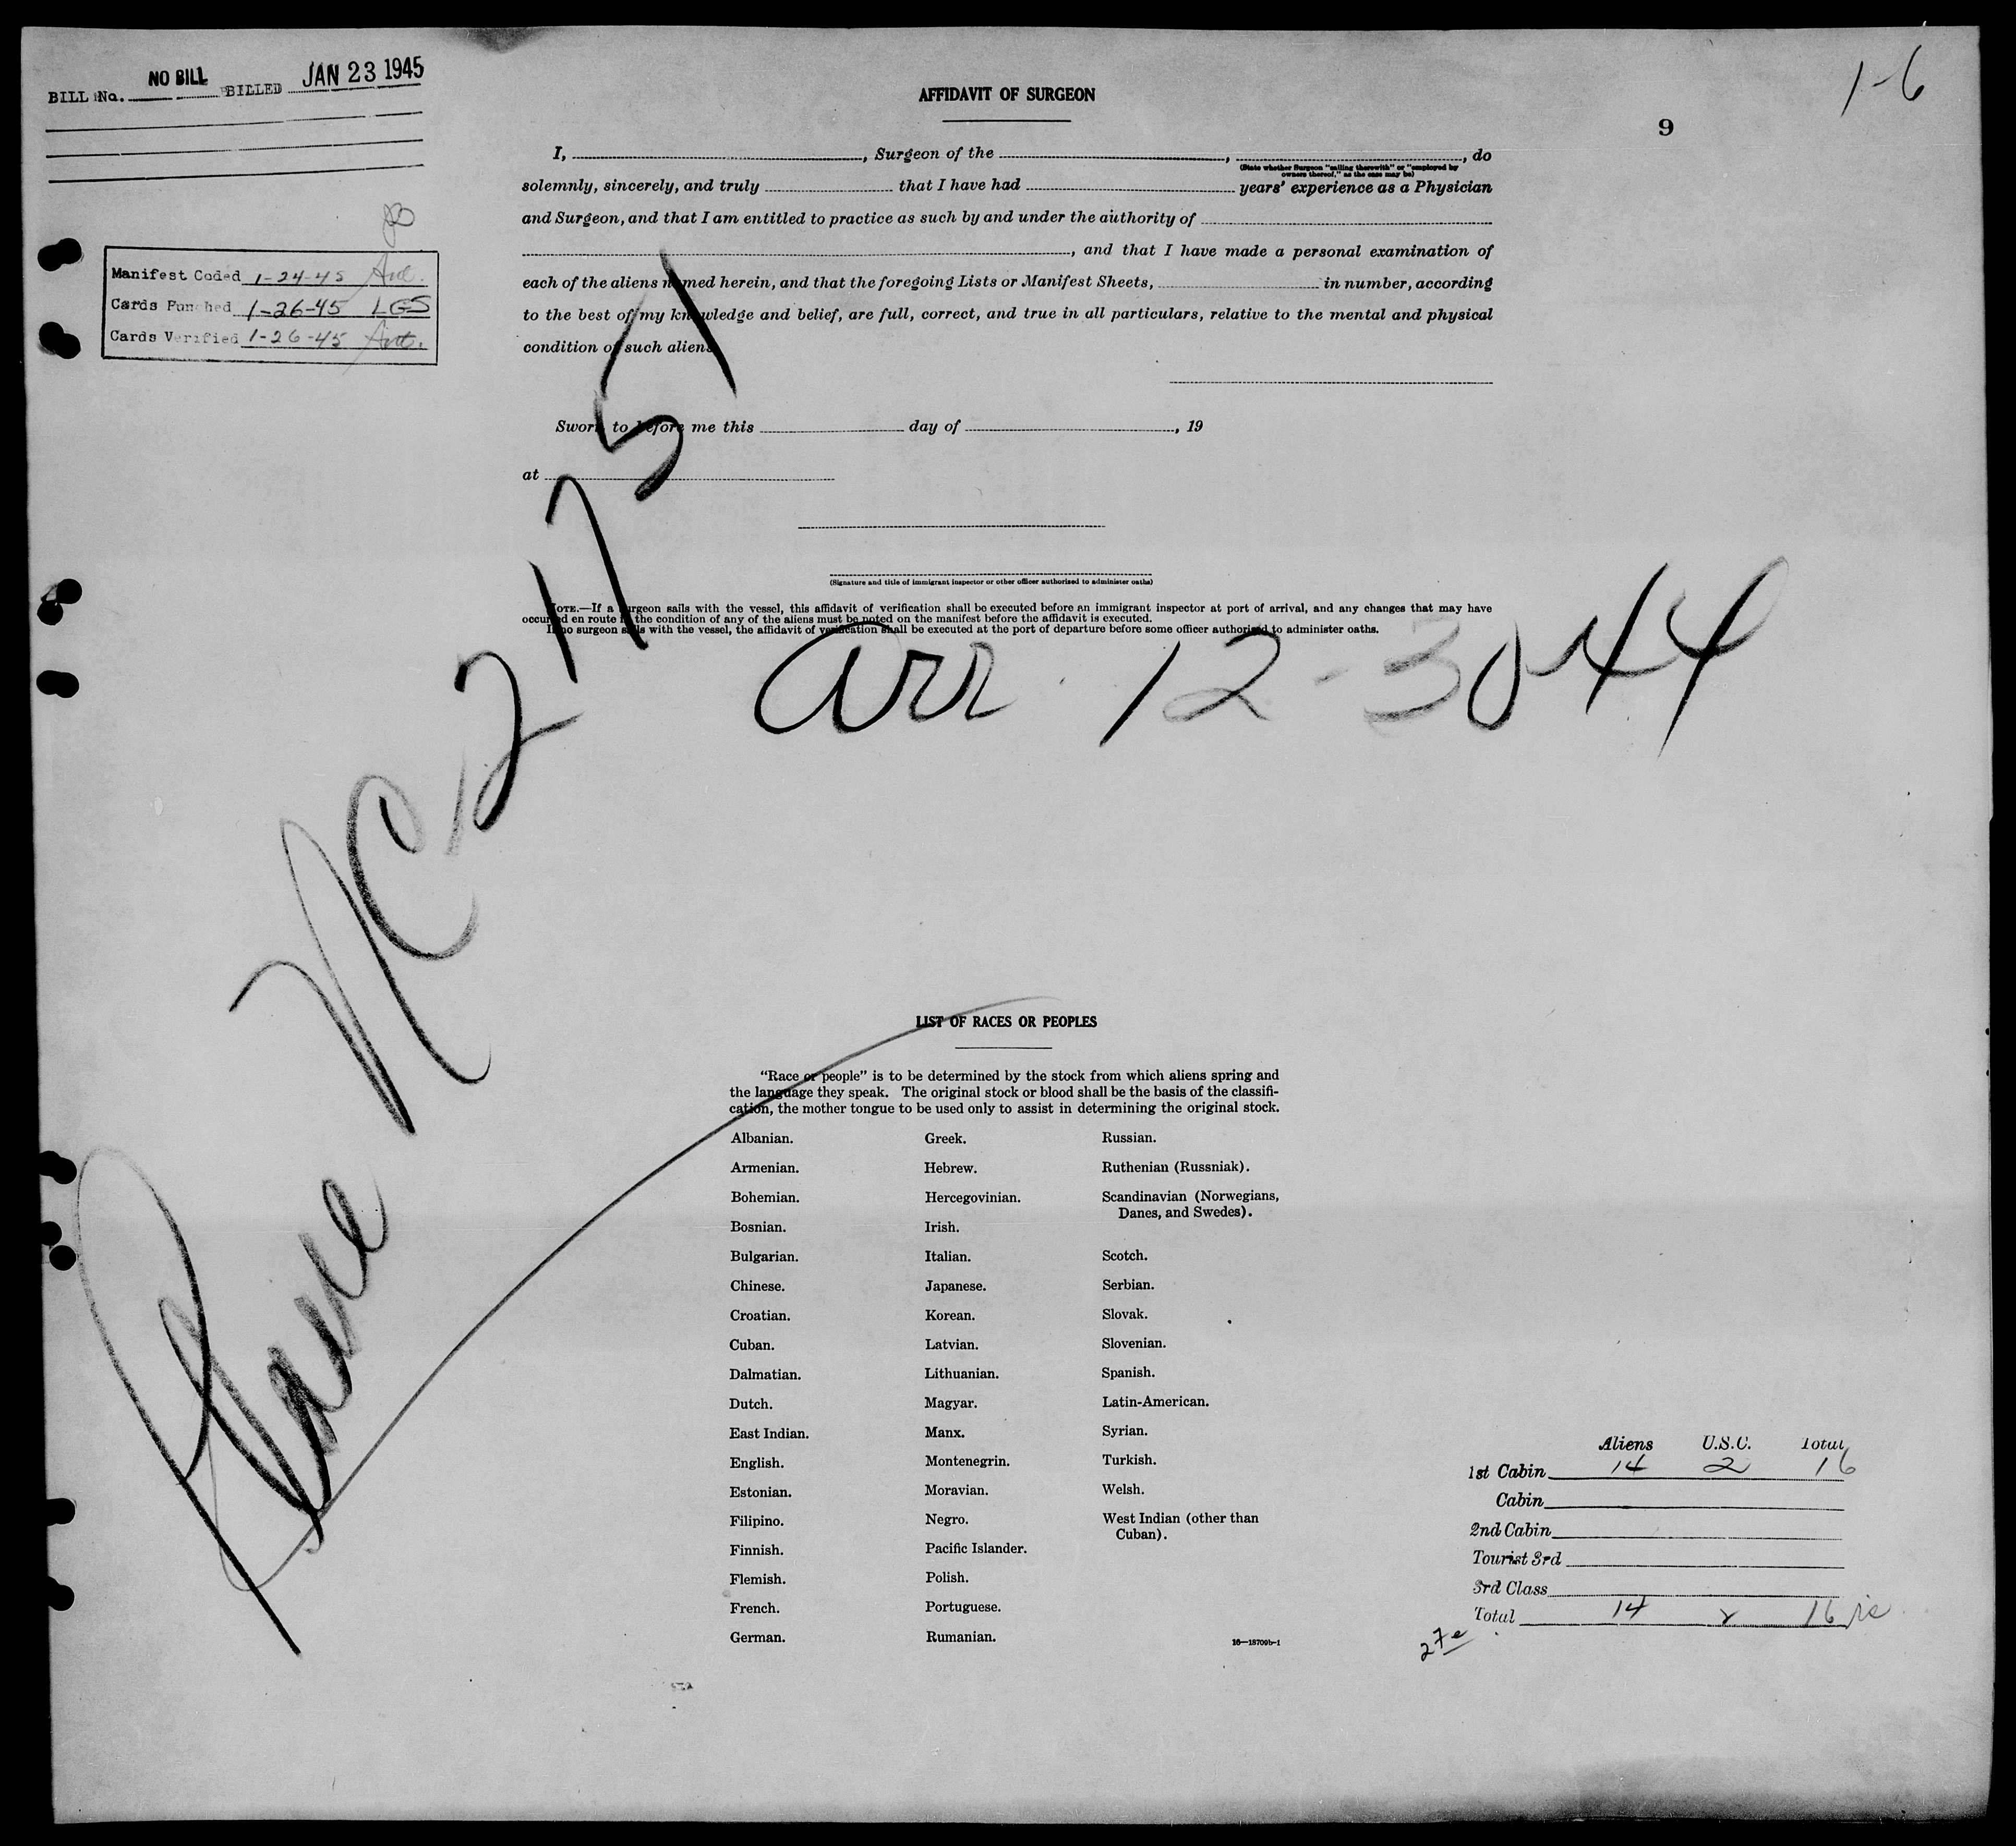 NO BILL JAN 23 1945
BILL No. BILLED
1-6
AFFIDAVIT OF SURGEON
9
I, , Surgeon of the , , do
(State whether Surgeon "sailing therewith" or "employed by
owners thereof," as the case may be)
solemnly, sincerely, and truly that I have had years' experience as a Physician
and Surgeon, and that I am entitled to practice as such by and under the authority of
, and that I have made a personal examination of
each of the aliens named herein, and that the foregoing Lists or Manifest Sheets, in number, according
to the best of my knowledge and belief, are full, correct, and true in all particulars, relative to the mental and physical
condition of such aliens
Manifest Coded 1-24-45
Cards Punched 1-26-45 LGS
Cards Verified 1-26-45
Sworn to before me this day of , 19
at
(Signature and title of immigrant inspector or other officer authorized to administer oaths)
NOTE.—If a surgeon sails with the vessel, this affidavit of verification shall be executed before an immigrant inspector at port of arrival, and any changes that may have
occurred en route in the condition of any of the aliens must be noted on the manifest before the affidavit is executed.
If no surgeon sails with the vessel, the affidavit of verification shall be executed at the port of departure before some officer authorized to administer oaths.
arr 12-30-44
Plane NC 21751
LIST OF RACES OR PEOPLES
"Race or people" is to be determined by the stock from which aliens spring and
the language they speak. The original stock or blood shall be the basis of the classifi-
cation, the mother tongue to be used only to assist in determining the original stock.
Albanian.
Armenian.
Bohemian.
Bosnian.
Bulgarian.
Chinese.
Croatian.
Cuban.
Dalmatian.
Dutch.
East Indian.
English.
Estonian.
Filipino.
Finnish.
Flemish.
French.
German.
Greek.
Hebrew.
Hercegovinian.
Irish.
Italian.
Japanese.
Korean.
Latvian.
Lithuanian.
Magyar.
Manx.
Montenegrin.
Moravian.
Negro.
Pacific Islander.
Polish.
Portuguese.
Rumanian.
Russian.
Ruthenian (Russniak).
Scandinavian (Norwegians,
Danes, and Swedes).
Scotch.
Serbian.
Slovak.
Slovenian.
Spanish.
Latin-American.
Syrian.
Turkish.
Welsh.
West Indian (other than
Cuban).
16—18709b-1
Aliens U.S.C. Total
1st Cabin 14 2 16
Cabin
2nd Cabin
Tourist 3rd
3rd Class
Total 14 2 16